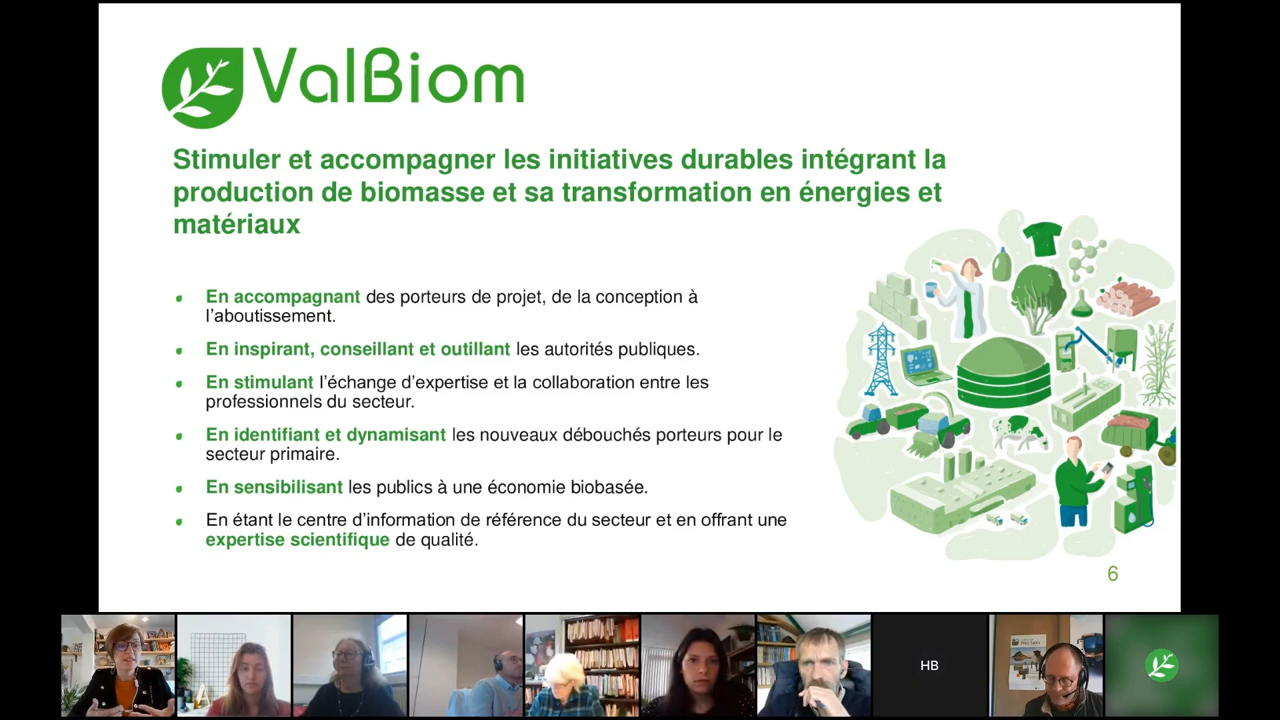 ValBiom
Stimuler et accompagner les initiatives durables intégrant la
production de biomasse et sa transformation en énergies et
matériaux
En accompagnant des porteurs de projet, de la conception à
l’aboutissement.
En inspirant, conseillant et outillant les autorités publiques.
En stimulant l’échange d’expertise et la collaboration entre les
professionnels du secteur.
En identifiant et dynamisant les nouveaux débouchés porteurs pour le
secteur primaire.
En sensibilisant les publics à une économie biobasée.
En étant le centre d’information de référence du secteur et en offrant une
expertise scientifique de qualité.
6
HB